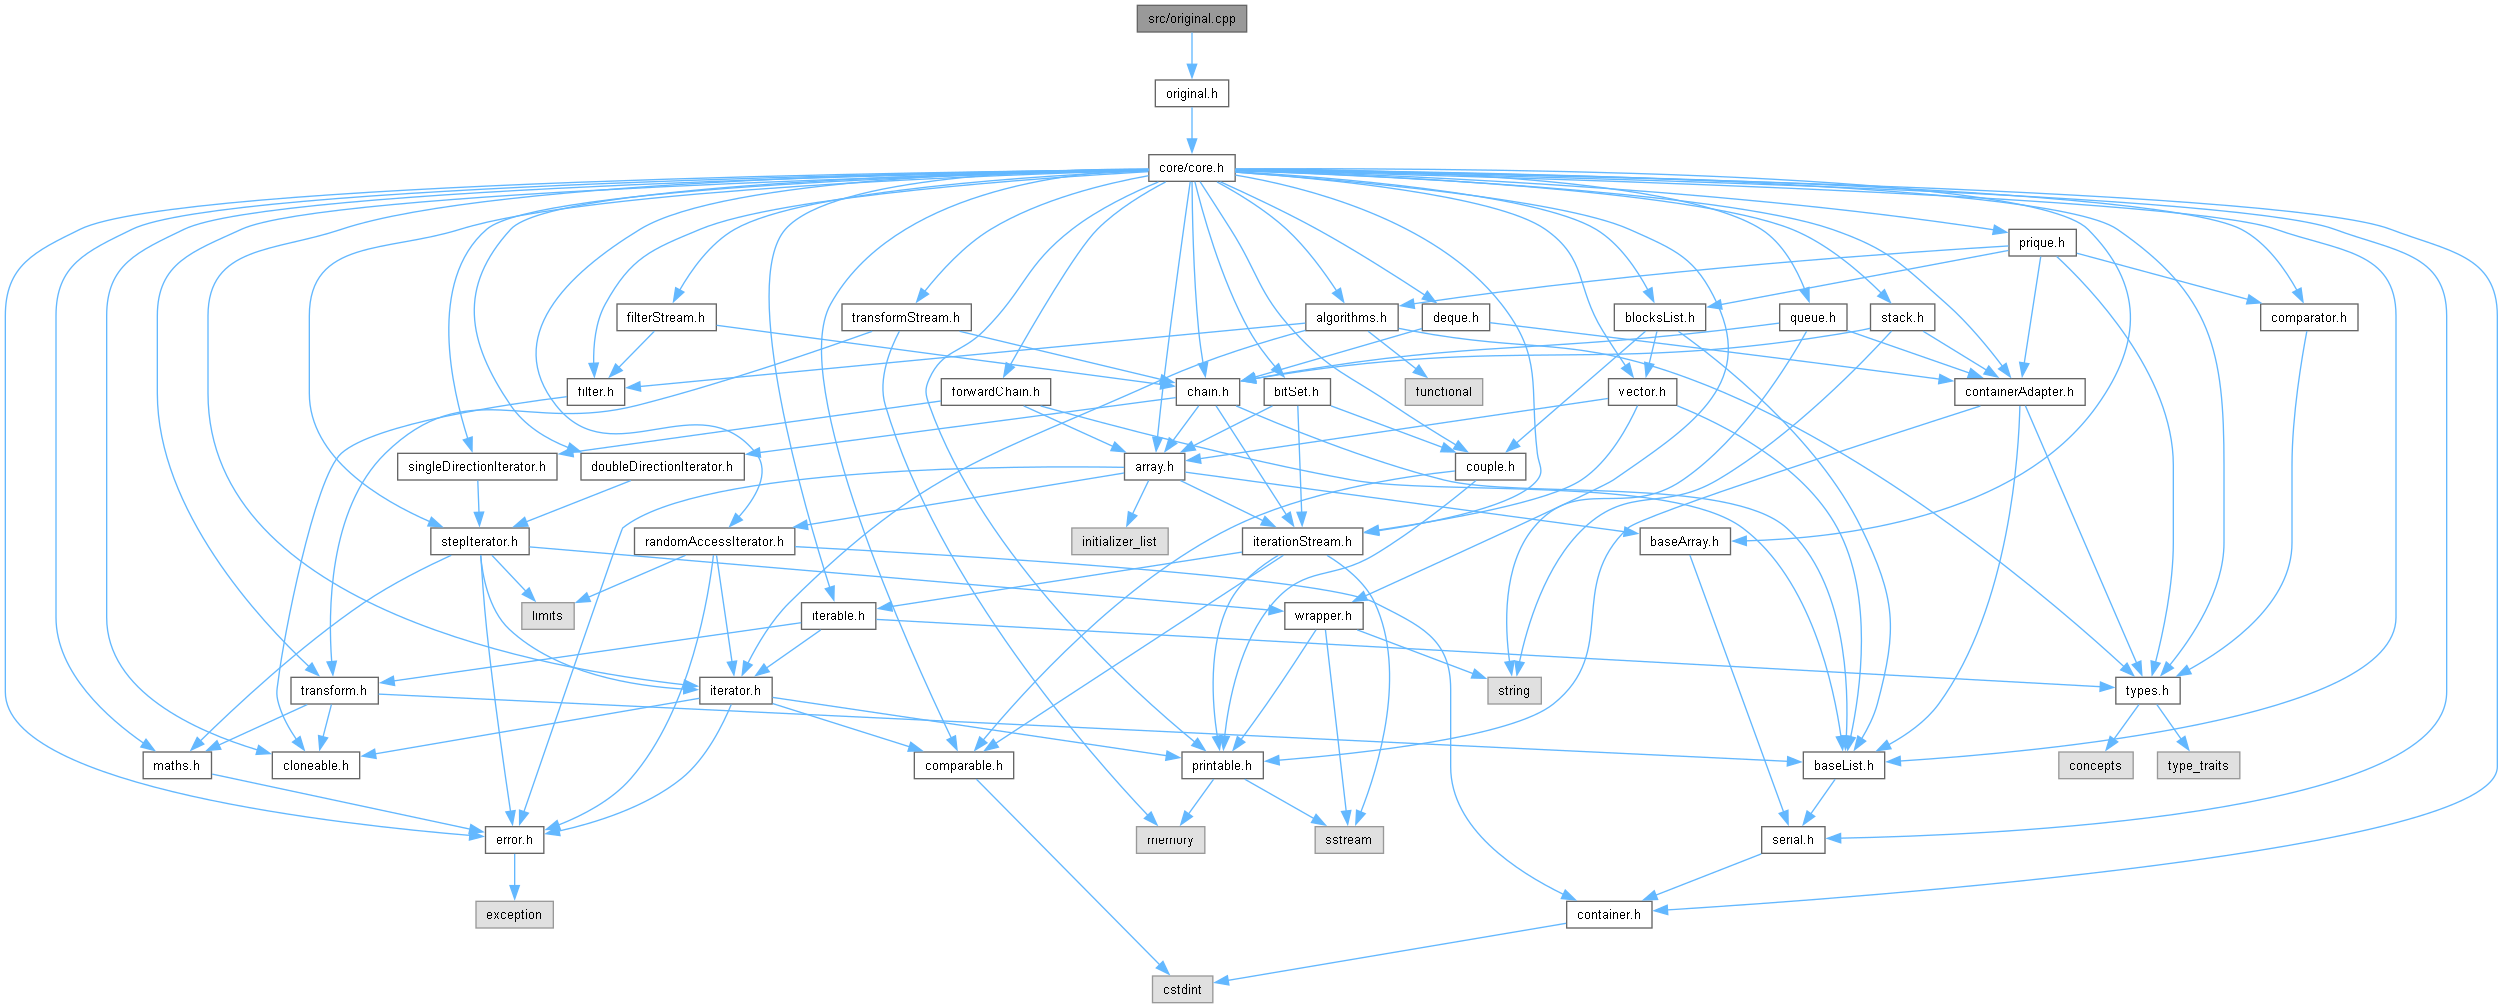 src/original.cpp
original.h
core/core.h
prique.h
filterStream.h
transformStream.h
algorithms.h
deque.h
blocksList.h
queue.h
stack.h
comparator.h
filter.h
forwardChain.h
chain.h
bitSet.h
functional
vector.h
containerAdapter.h
singleDirectionIterator.h
doubleDirectionIterator.h
array.h
couple.h
stepIterator.h
randomAccessIterator.h
initializer_list
iterationStream.h
baseArray.h
limits
iterable.h
wrapper.h
transform.h
iterator.h
string
types.h
maths.h
cloneable.h
comparable.h
printable.h
baseList.h
concepts
type_traits
error.h
memory
sstream
serial.h
exception
container.h
cstdint